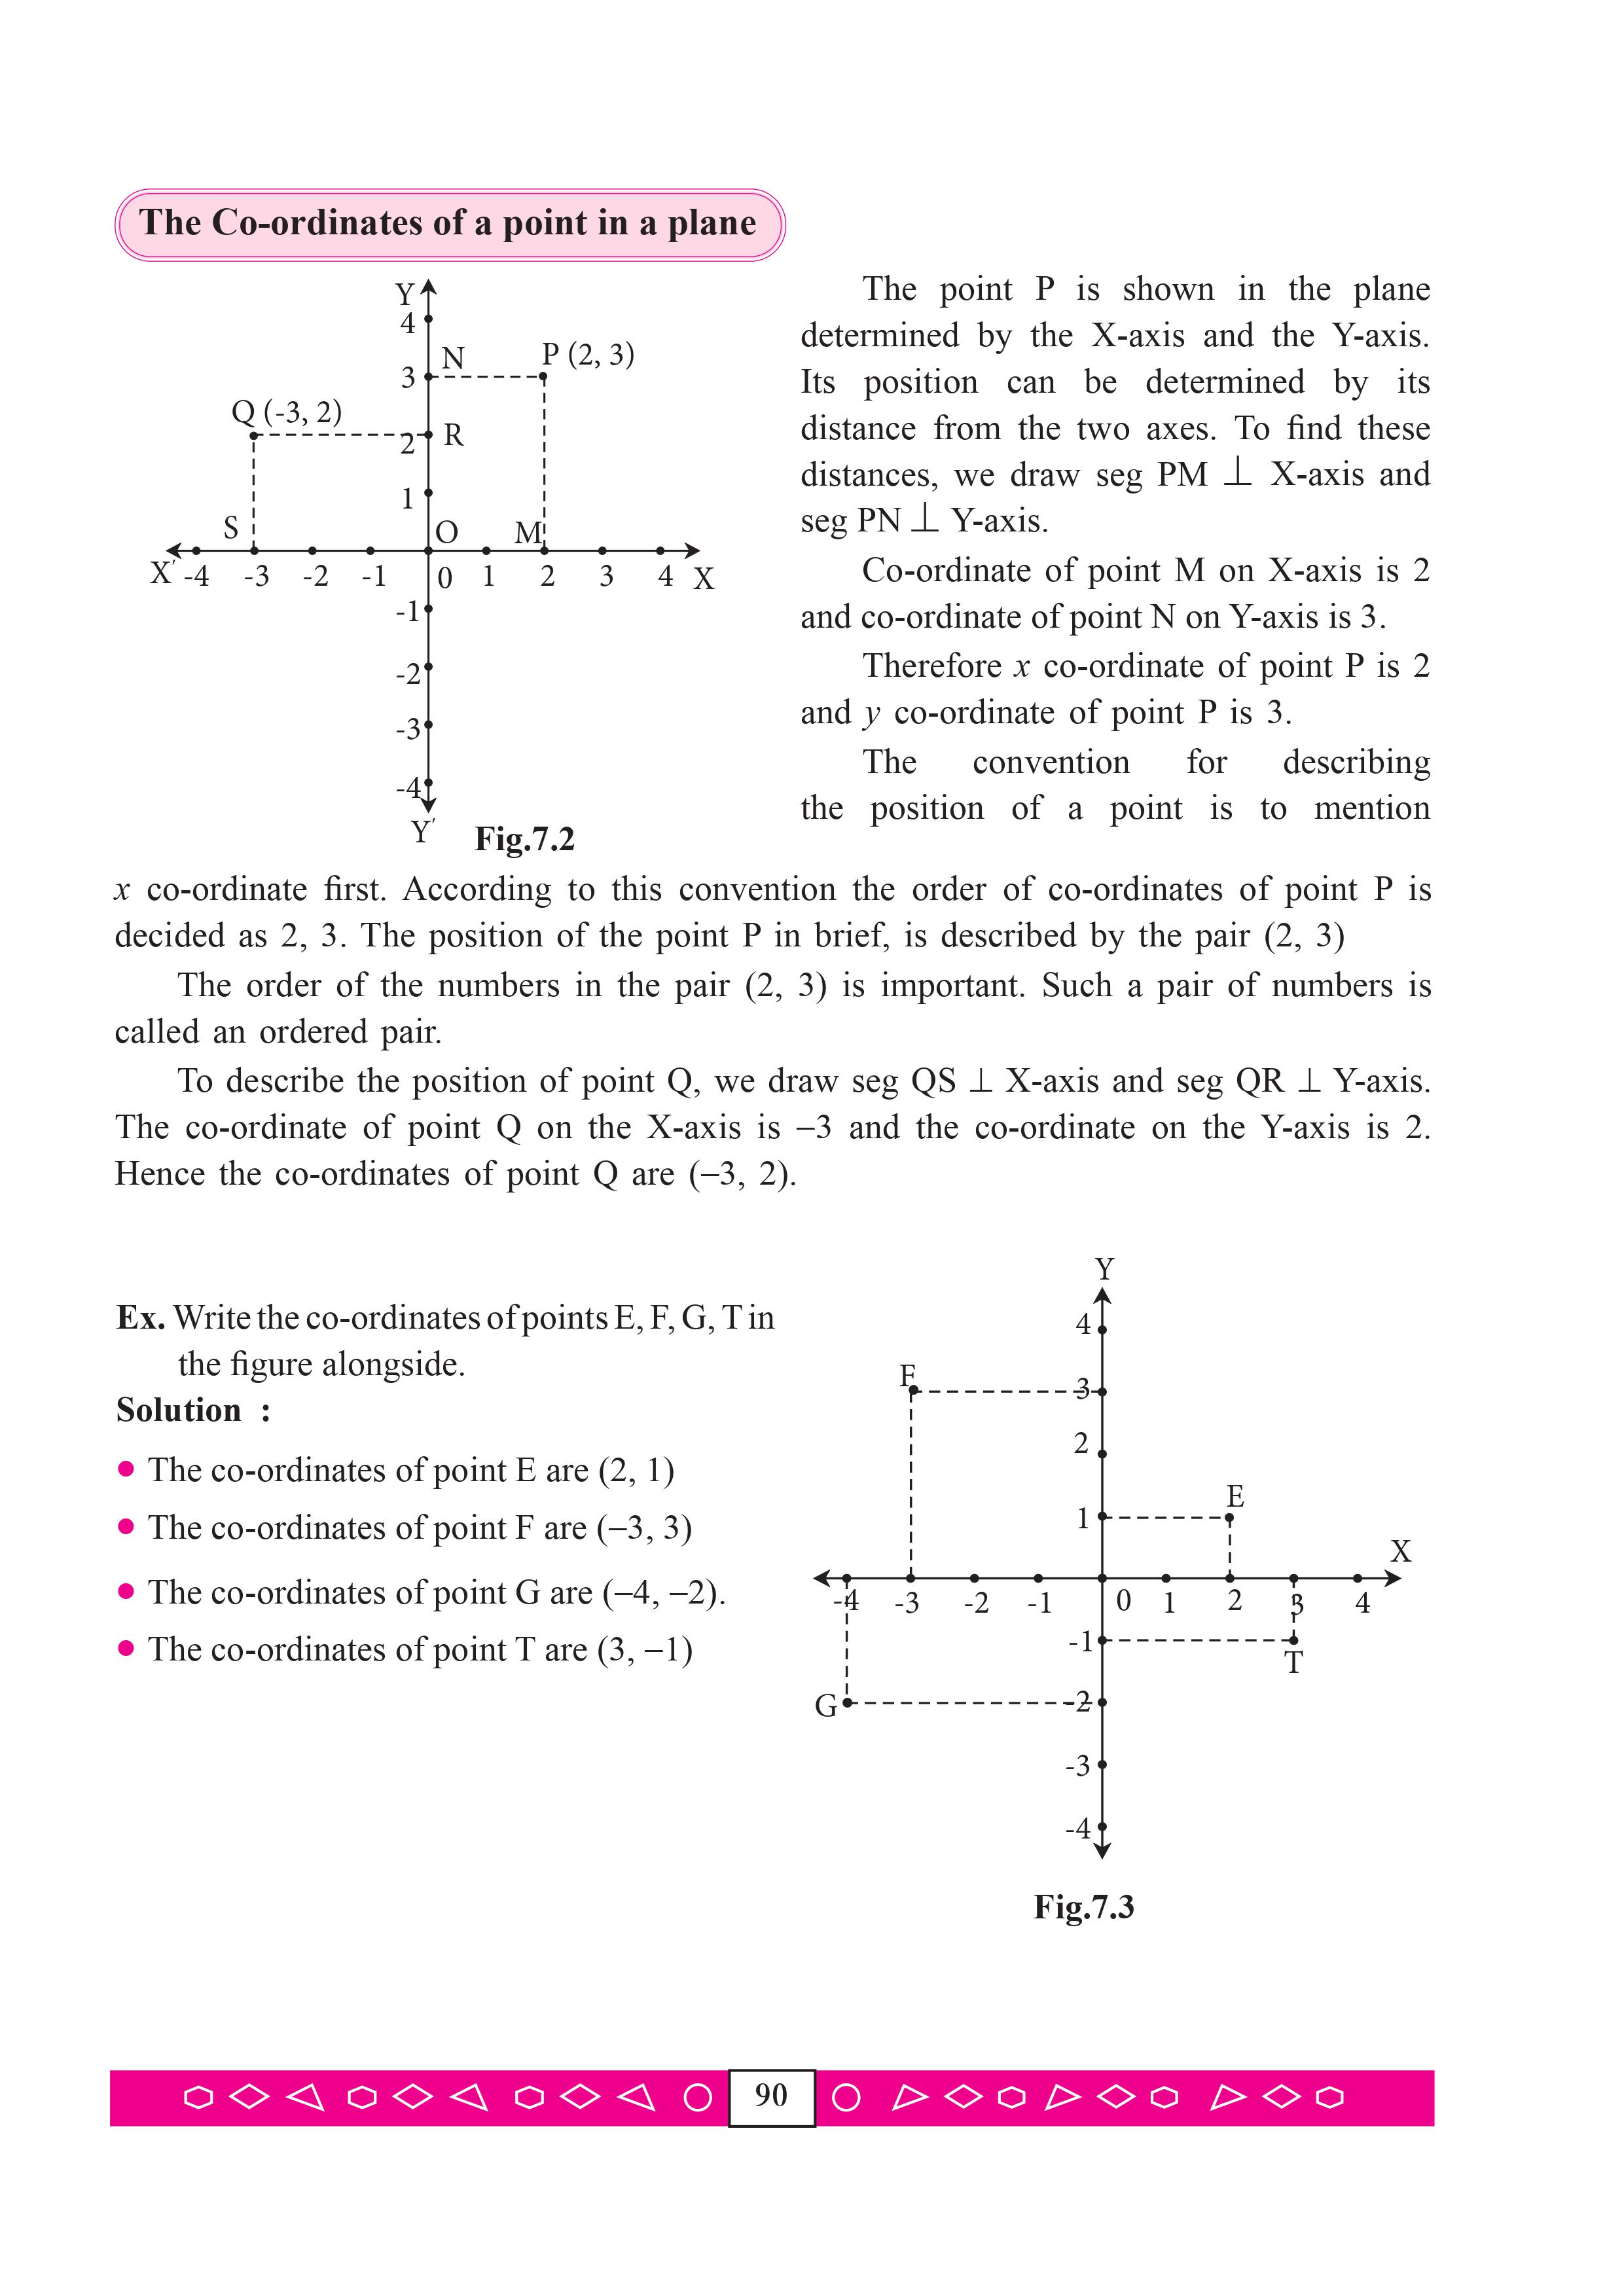 The Co-ordinates of a point in a plane
Y
4
N
P (2, 3)
3
Q (-3, 2)
R
2
1
S
O
M
X′ -4 -3 -2 -1 0 1 2 3 4 X
-1
-2
-3
-4
Y′
Fig.7.2
The point P is shown in the plane
determined by the X-axis and the Y-axis.
Its position can be determined by its
distance from the two axes. To find these
distances, we draw seg PM ⊥ X-axis and
seg PN ⊥ Y-axis.
Co-ordinate of point M on X-axis is 2
and co-ordinate of point N on Y-axis is 3.
Therefore x co-ordinate of point P is 2
and y co-ordinate of point P is 3.
The convention for describing
the position of a point is to mention
x co-ordinate first. According to this convention the order of co-ordinates of point P is
decided as 2, 3. The position of the point P in brief, is described by the pair (2, 3)
The order of the numbers in the pair (2, 3) is important. Such a pair of numbers is
called an ordered pair.
To describe the position of point Q, we draw seg QS ⊥ X-axis and seg QR ⊥ Y-axis.
The co-ordinate of point Q on the X-axis is –3 and the co-ordinate on the Y-axis is 2.
Hence the co-ordinates of point Q are (–3, 2).
Ex. Write the co-ordinates of points E, F, G, T in
the figure alongside.
Solution :
• The co-ordinates of point E are (2, 1)
• The co-ordinates of point F are (–3, 3)
• The co-ordinates of point G are (–4, –2).
• The co-ordinates of point T are (3, –1)
Y
4
F
3
2
E
1
X
-4 -3 -2 -1 0 1 2 3 4
-1
T
G
-2
-3
-4
Fig.7.3
90